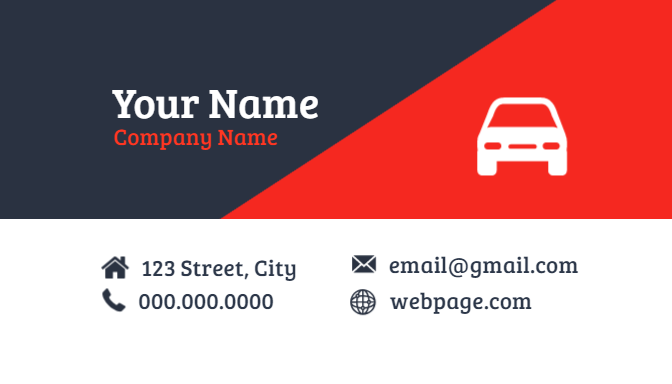 Your Name
Company Name
123 Street, City
000.000.0000
email@gmail.com
webpage.com